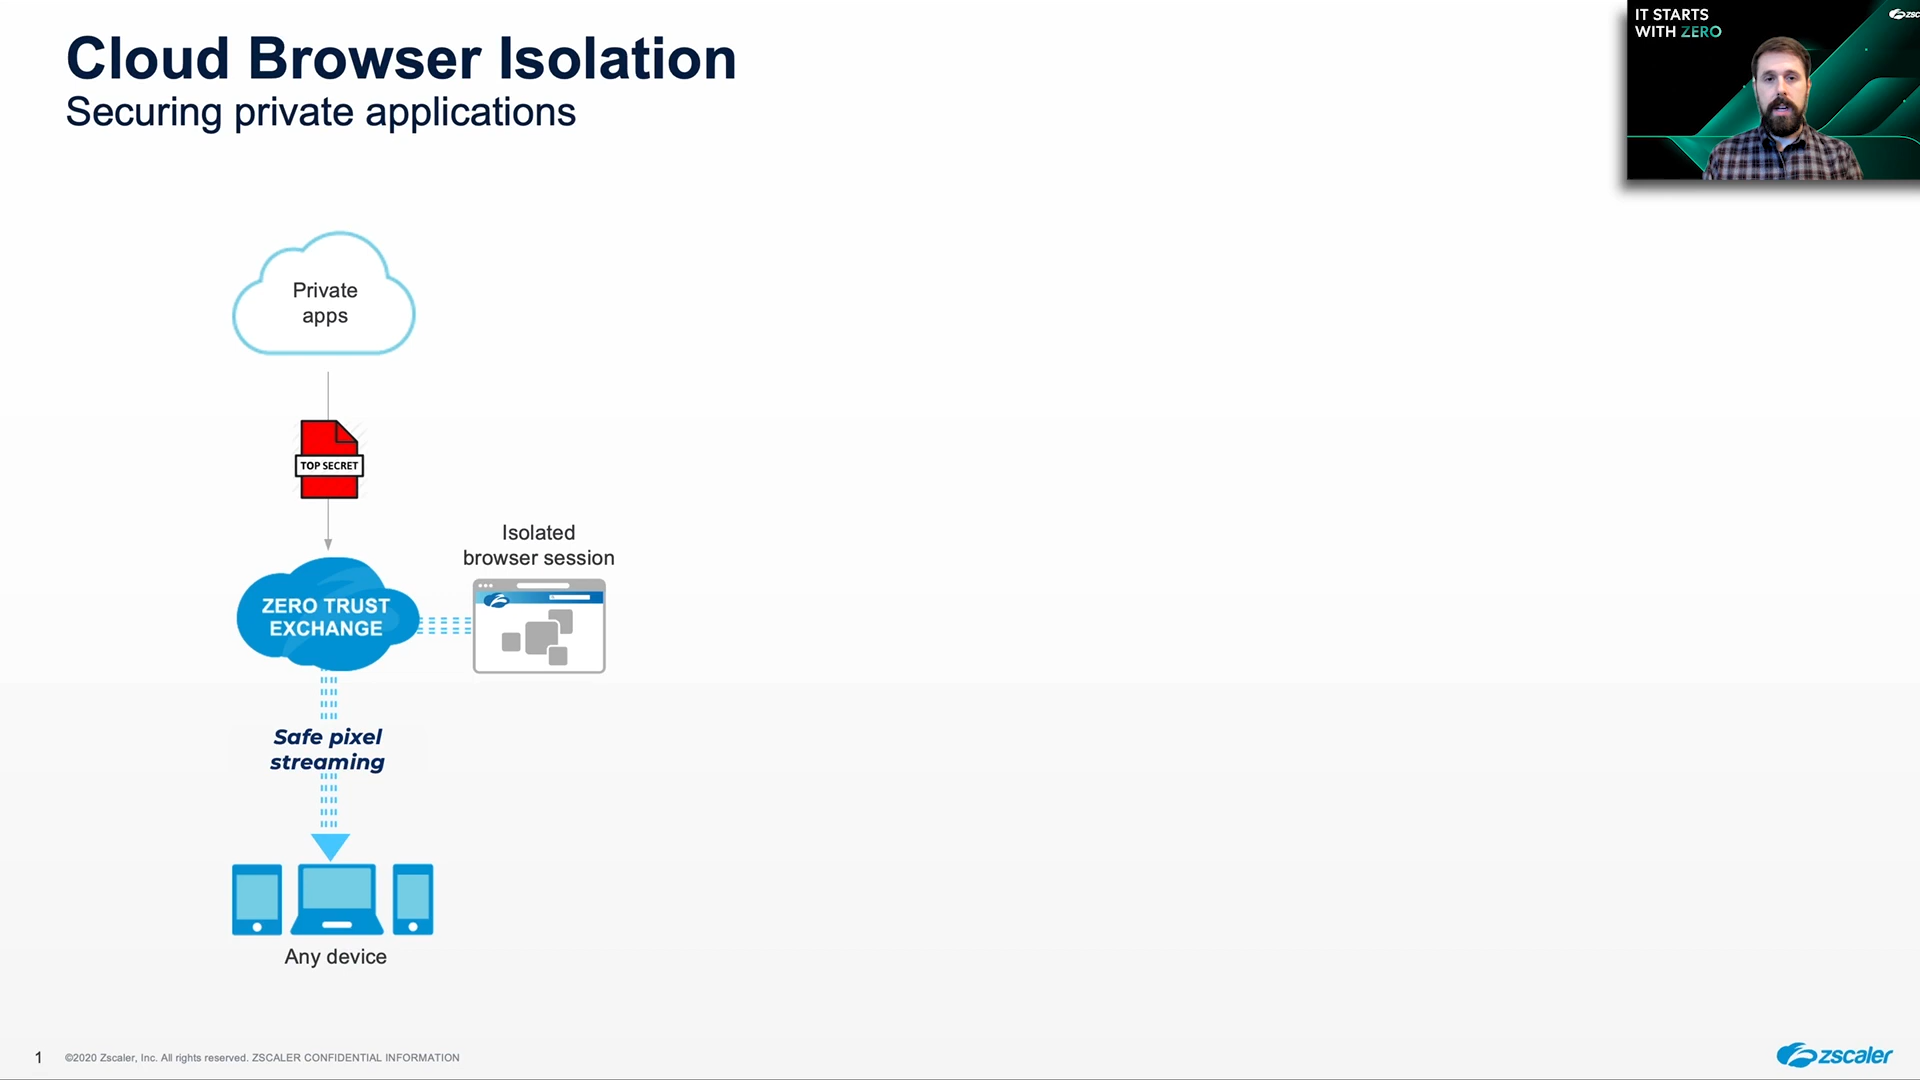 Cloud Browser Isolation
Securing private applications
IT STARTS
WITH ZERO
Private
apps
TOP SECRET
Isolated
browser session
ZERO TRUST
EXCHANGE
Safe pixel
streaming
Any device
1
©2020 Zscaler, Inc. All rights reserved. ZSCALER CONFIDENTIAL INFORMATION
zscaler